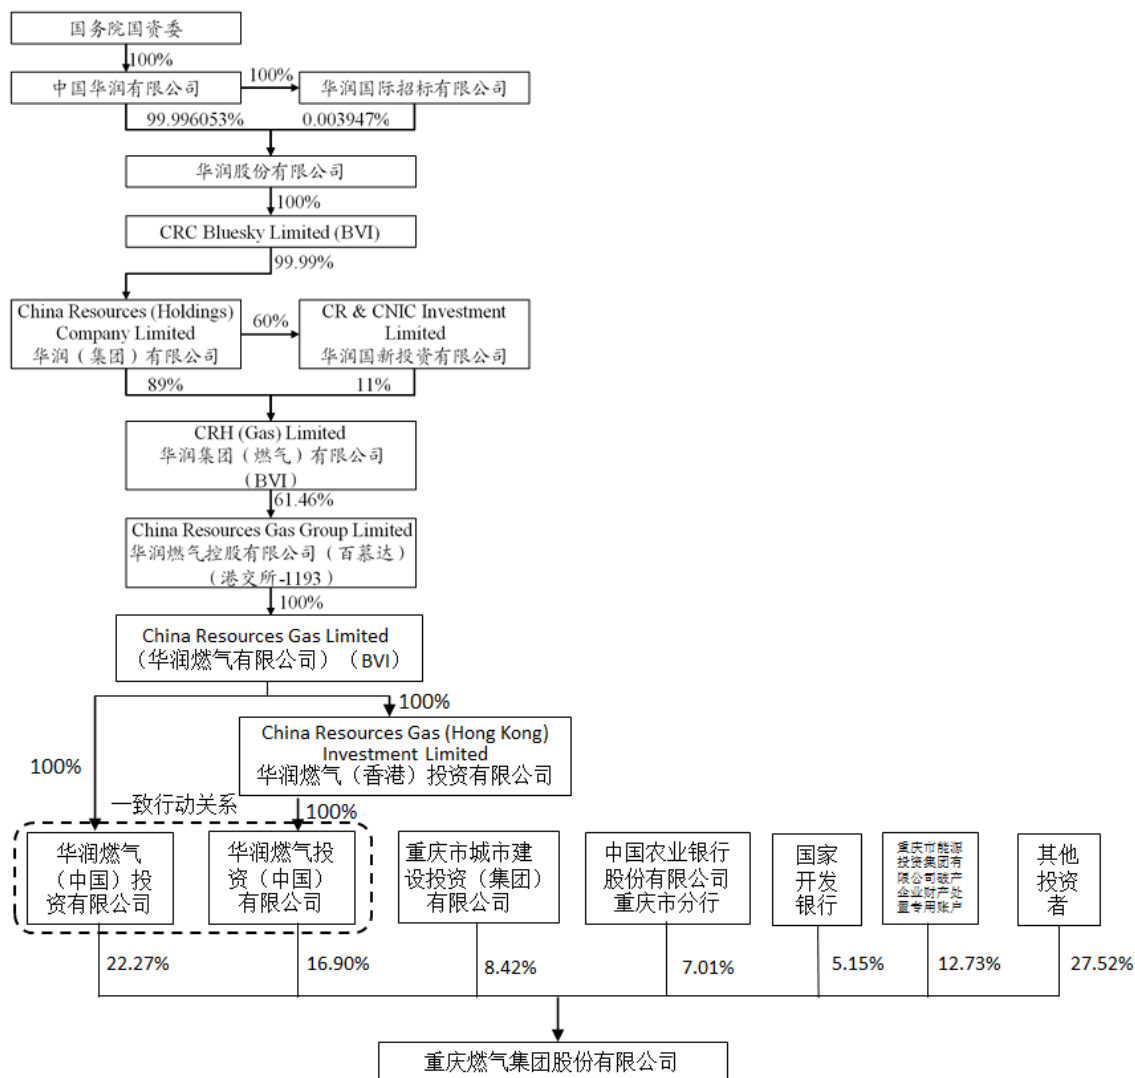 国务院国资委
100%
中国华润有限公司
100%
华润国际招标有限公司
99.996053%
0.003947%
华润股份有限公司
100%
CRC Bluesky Limited (BVI)
99.99%
China Resources (Holdings)
Company Limited
华润（集团）有限公司
60%
CR & CNIC Investment
Limited
华润国新投资有限公司
89%
11%
CRH (Gas) Limited
华润集团（燃气）有限公司
（BVI）
61.46%
China Resources Gas Group Limited
华润燃气控股有限公司（百慕达）
（港交所-1193）
100%
China Resources Gas Limited
（华润燃气有限公司）（BVI）
100%
China Resources Gas (Hong Kong)
Investment Limited
华润燃气（香港）投资有限公司
100%
一致行动关系
100%
华润燃气
（中国）投
资有限公司
华润燃气投
资（中国）
有限公司
重庆市城市建
设投资（集团）
有限公司
中国农业银行
股份有限公司
重庆市分行
国家
开发
银行
重庆市能源
投资集团有
限公司破产
企业财产处
置专用账户
其他
投资
者
22.27%
16.90%
8.42%
7.01%
5.15%
12.73%
27.52%
重庆燃气集团股份有限公司